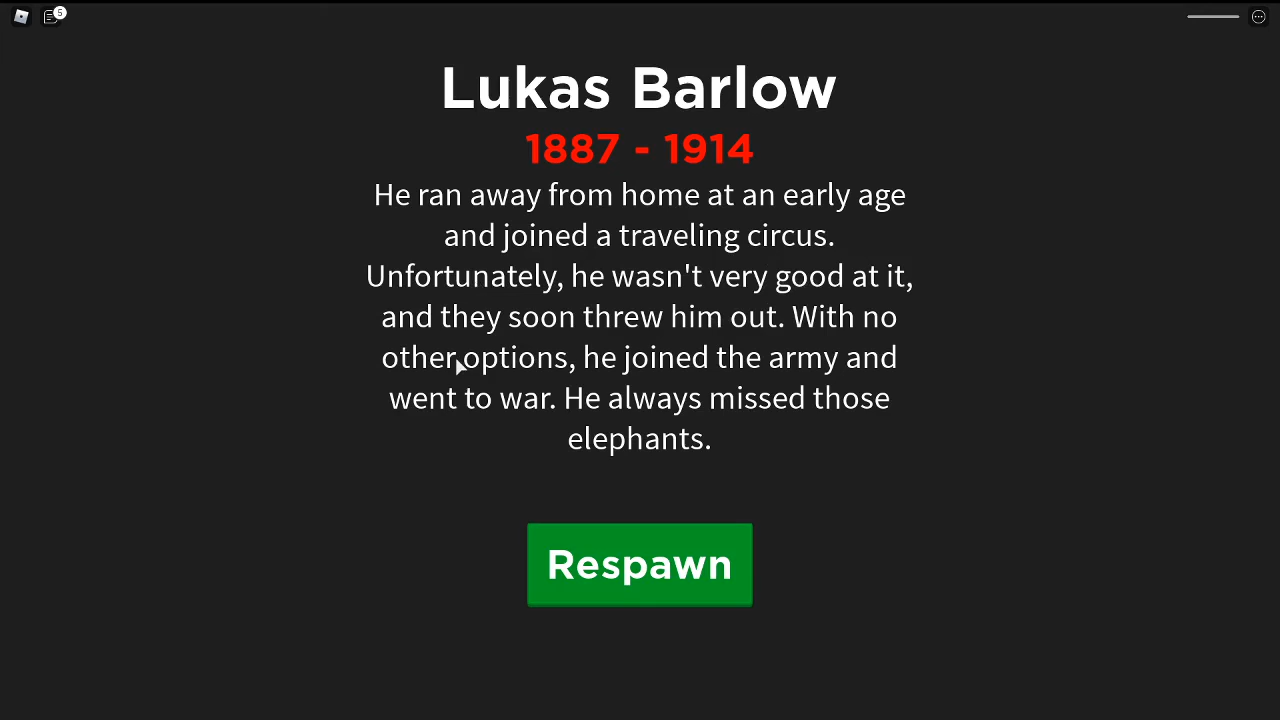 5
Lukas Barlow
1887 - 1914
He ran away from home at an early age
and joined a traveling circus.
Unfortunately, he wasn't very good at it,
and they soon threw him out. With no
other options, he joined the army and
went to war. He always missed those
elephants.
Respawn